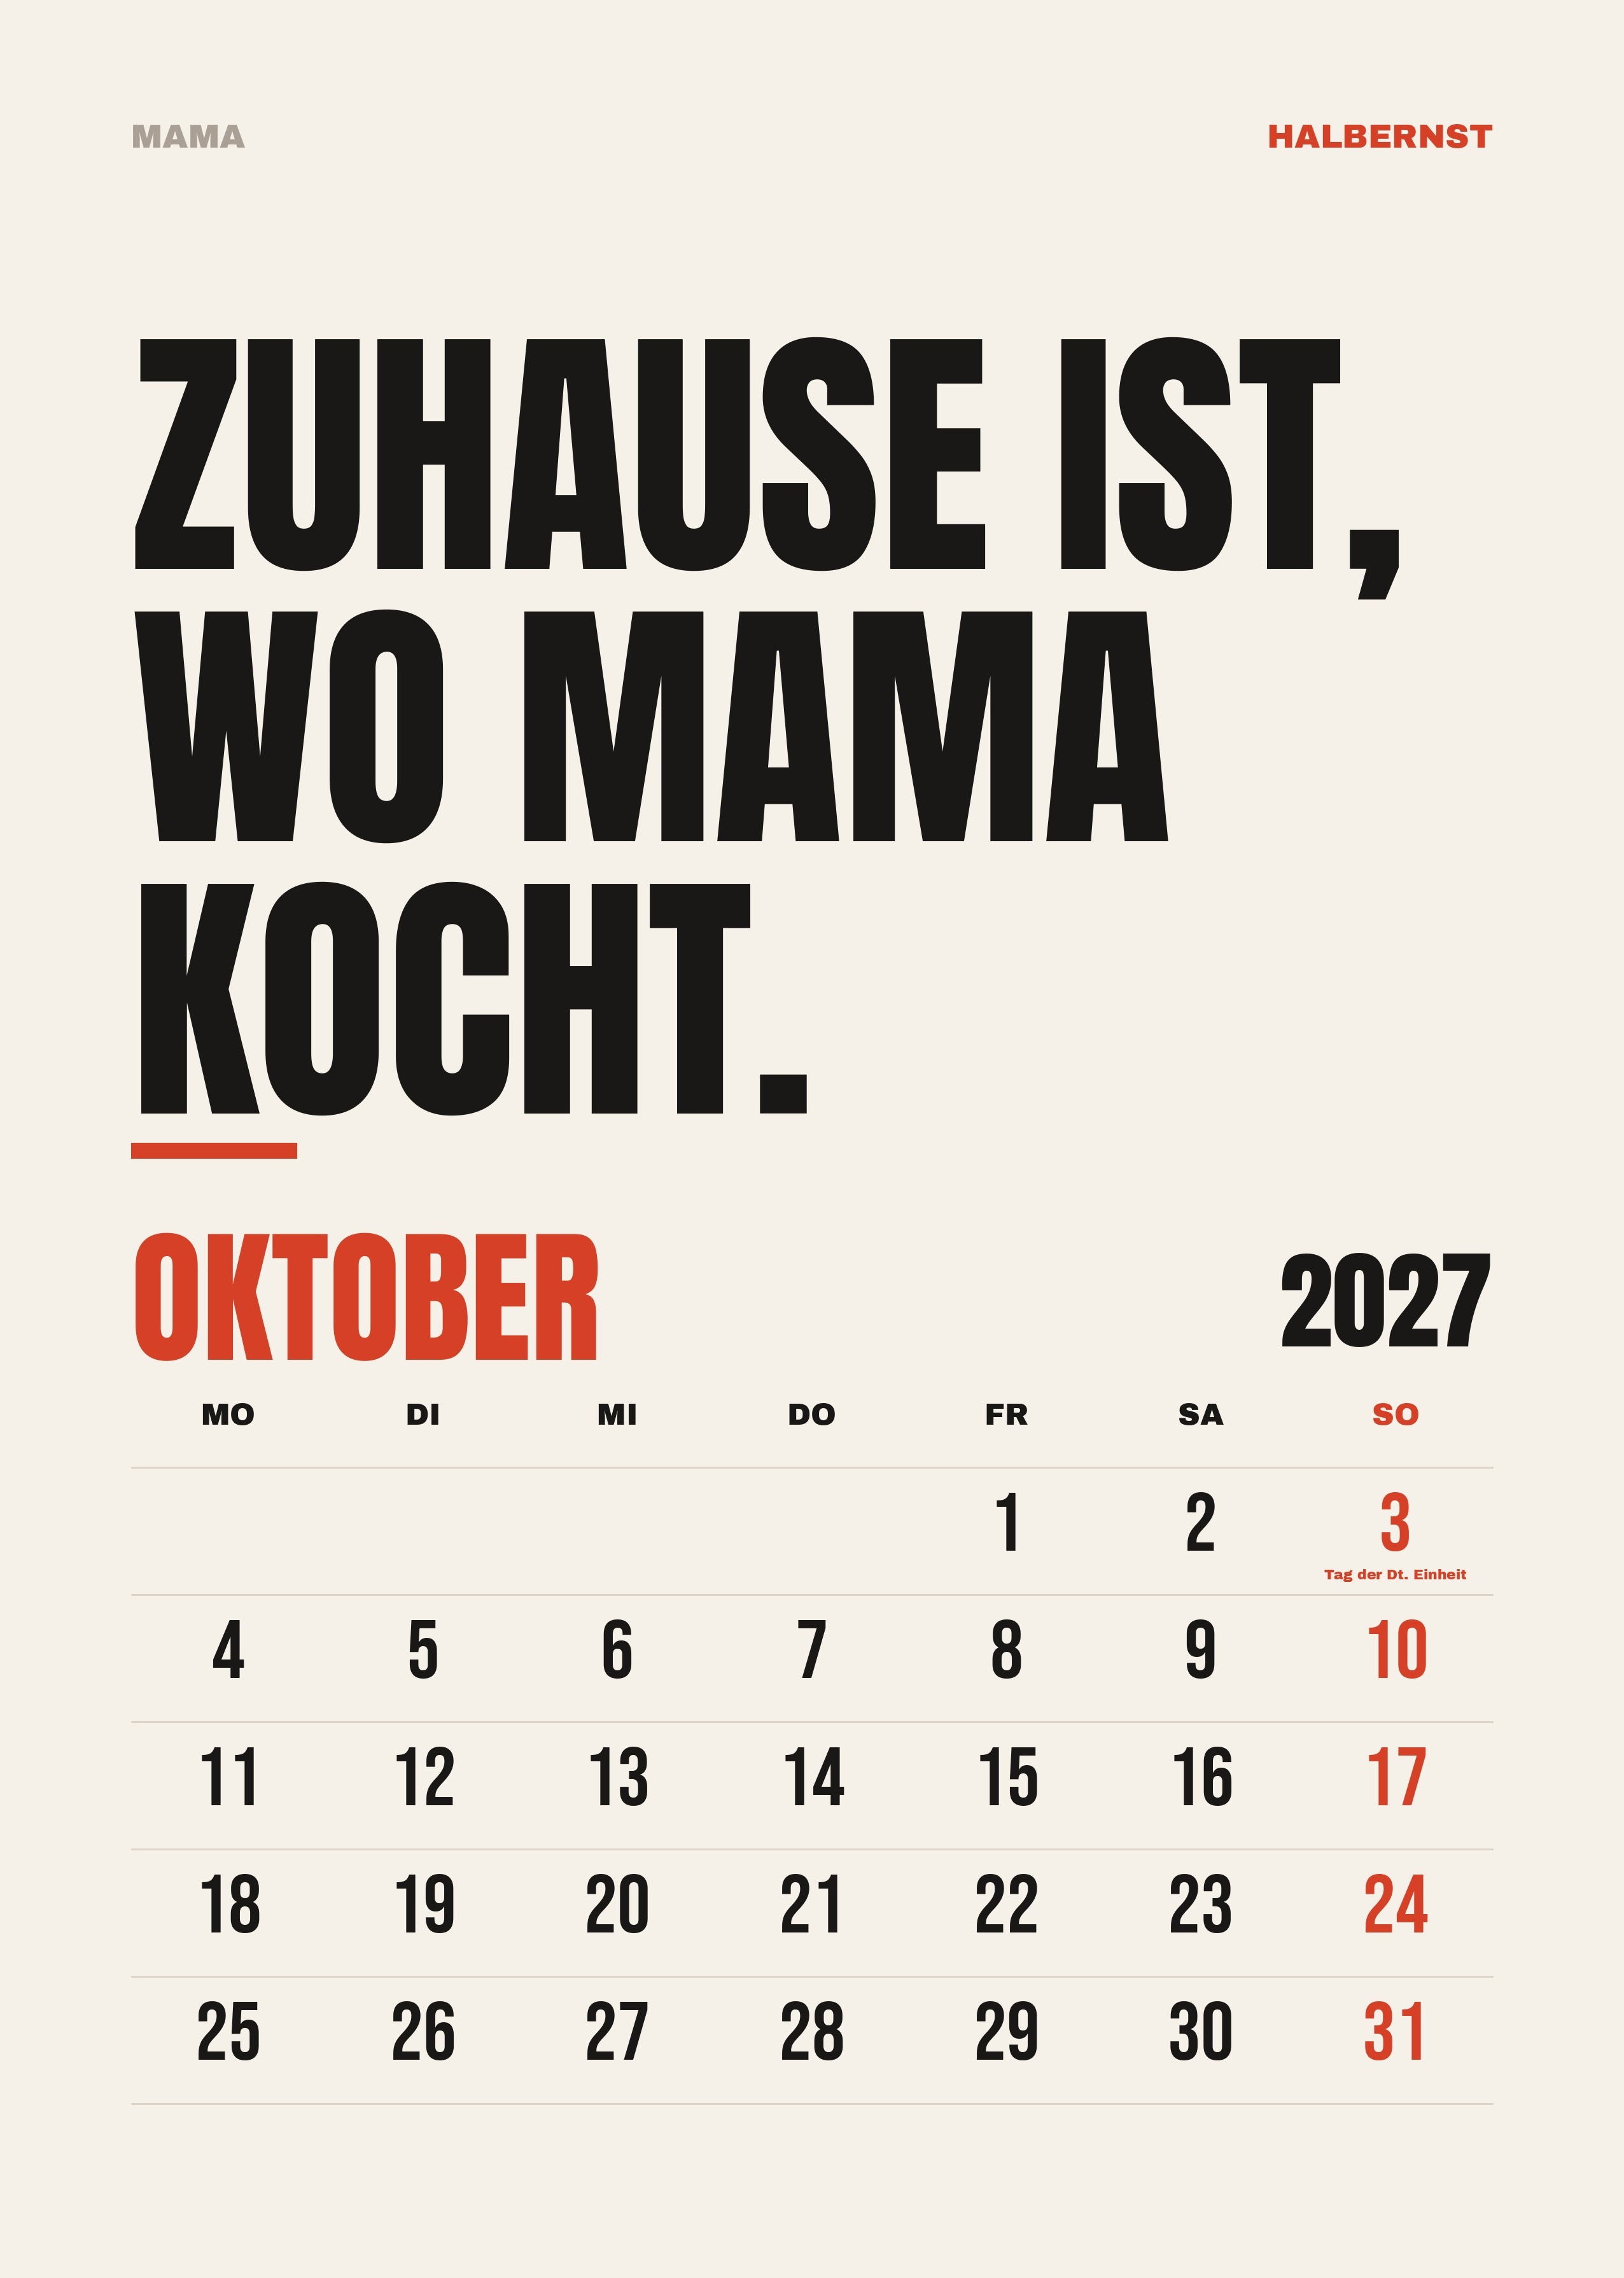 MAMA HALBERNST
ZUHAUSE IST,
WO MAMA
KOCHT.
OKTOBER 2027
MO DI MI DO FR SA SO
1 2 3
Tag der Dt. Einheit
4 5 6 7 8 9 10
11 12 13 14 15 16 17
18 19 20 21 22 23 24
25 26 27 28 29 30 31